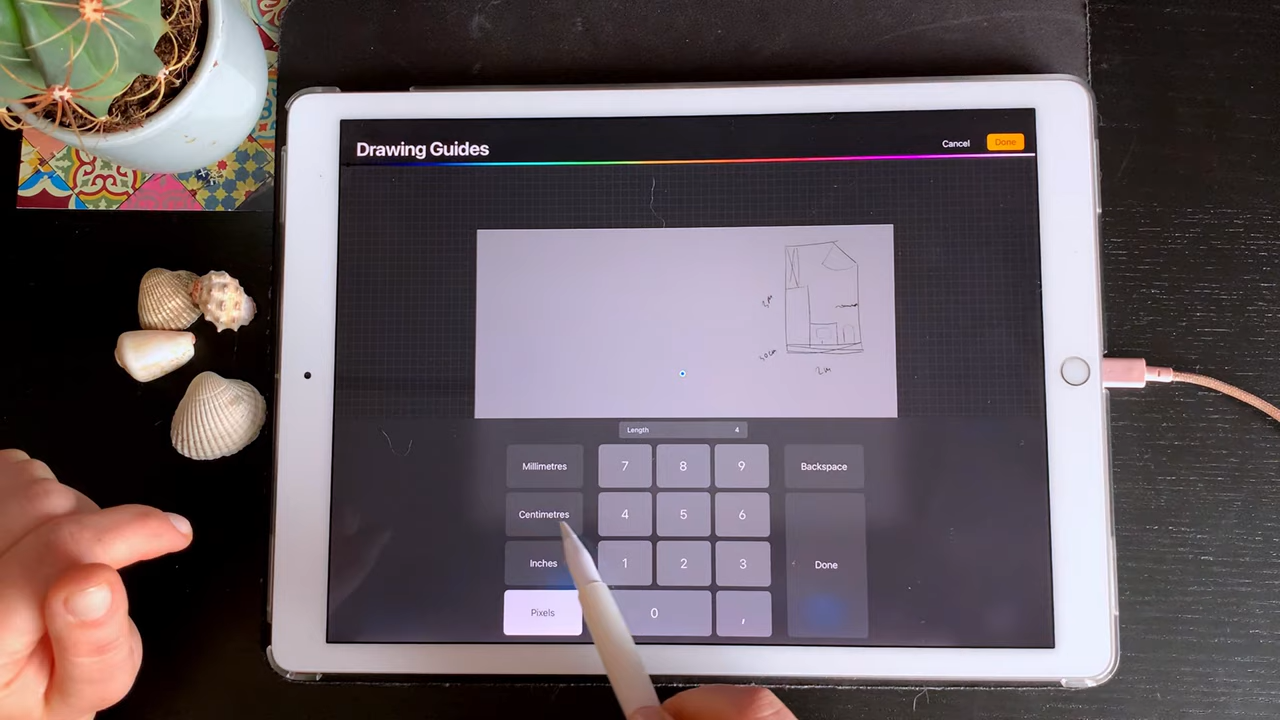 Drawing Guides
Cancel
Done
2m
Length 4
Millimetres 7 8 9 Backspace
Centimetres 4 5 6
Inches 1 2 3 Done
Pixels 0 ,